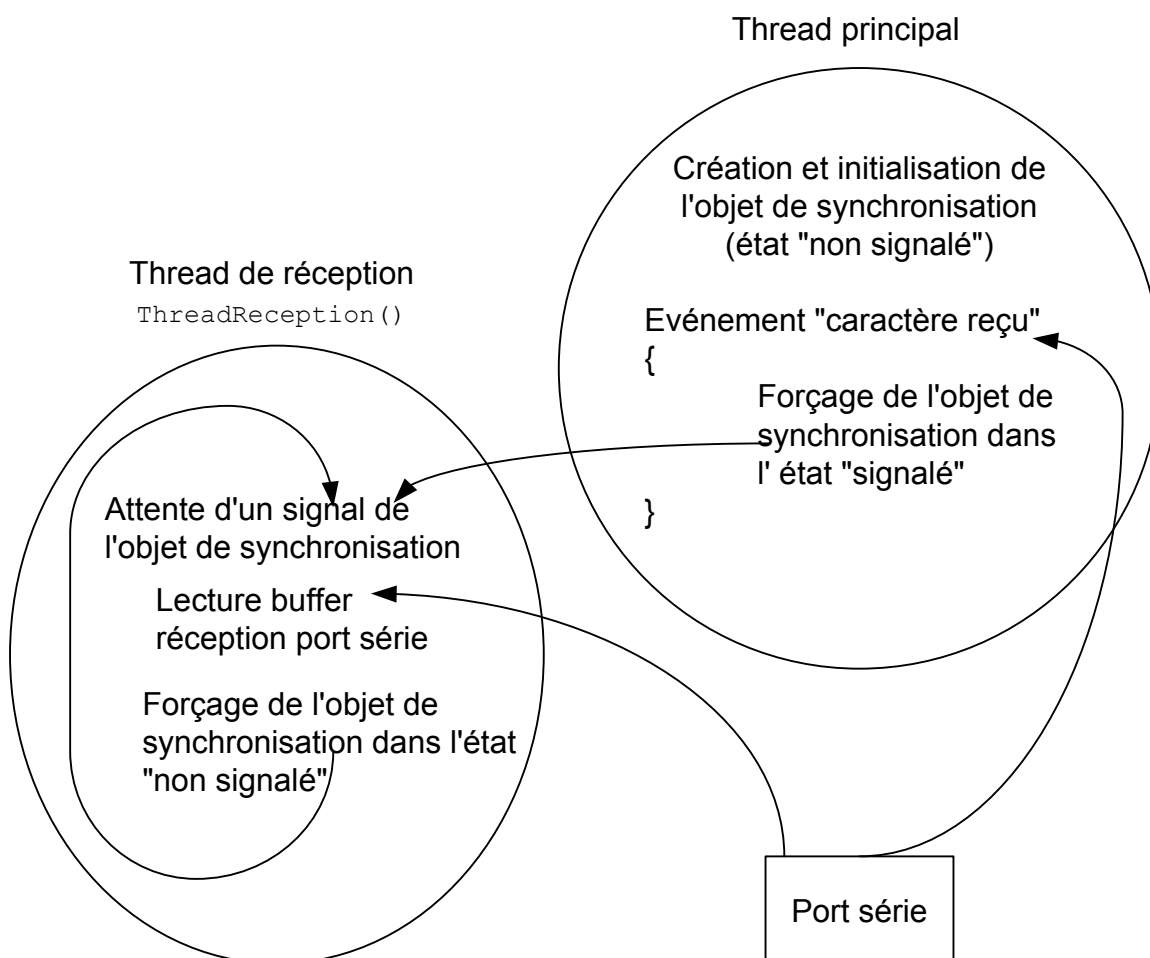 Thread principal
Création et initialisation de
l'objet de synchronisation
(état "non signalé")
Evénement "caractère reçu"
{
Forçage de l'objet de
synchronisation dans
l' état "signalé"
}
Thread de réception
ThreadReception()
Attente d'un signal de
l'objet de synchronisation
Lecture buffer
réception port série
Forçage de l'objet de
synchronisation dans l'état
"non signalé"
Port série